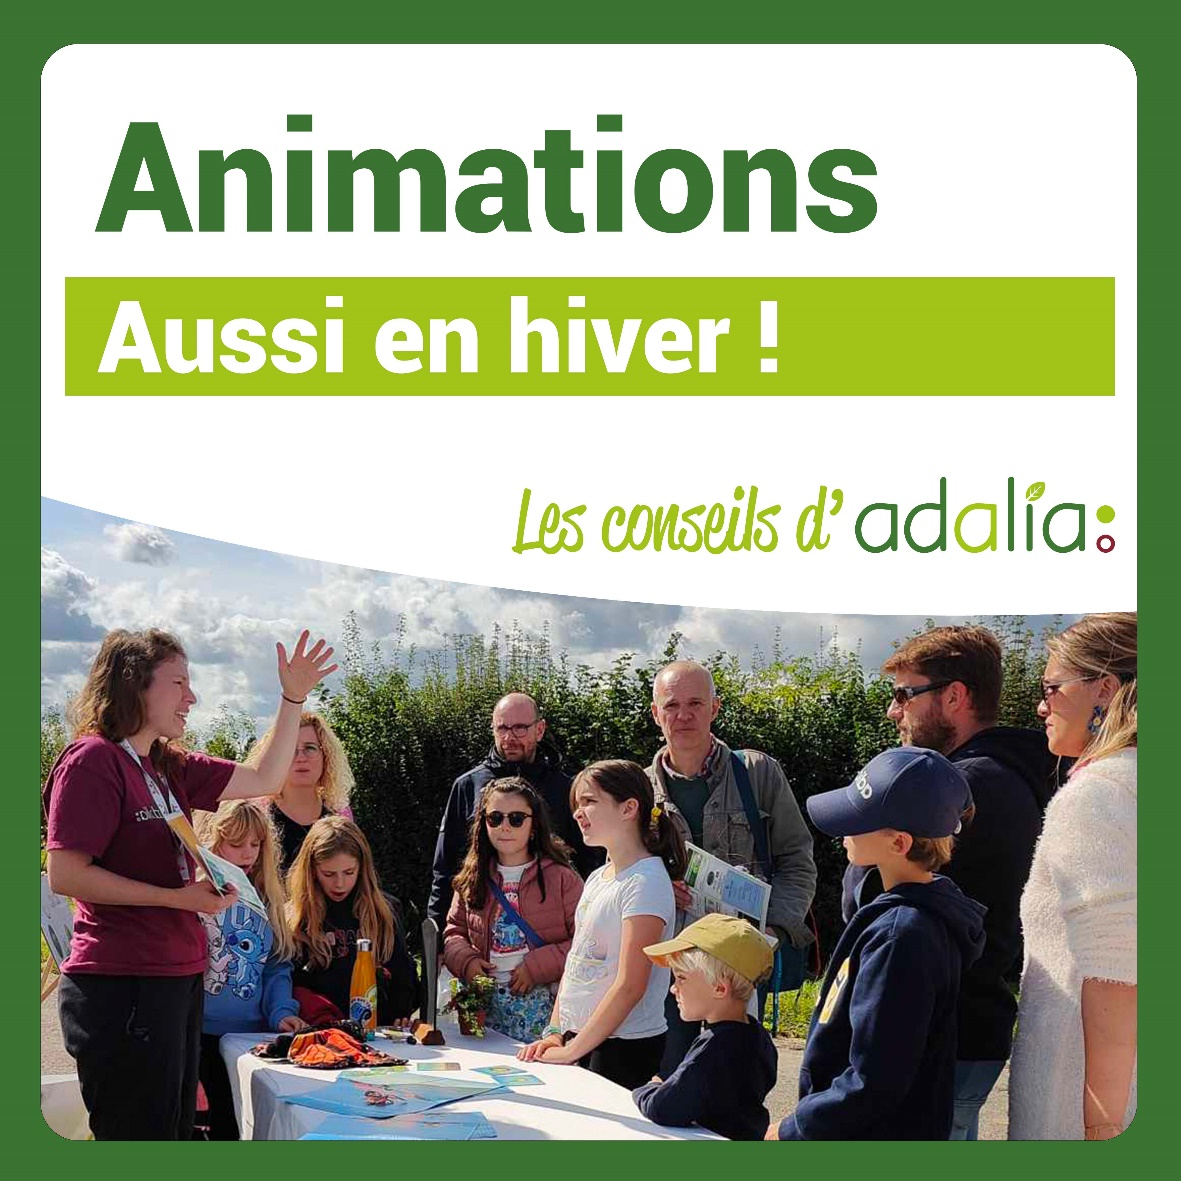 Animations
Aussi en hiver !
Les conseils d' adalia